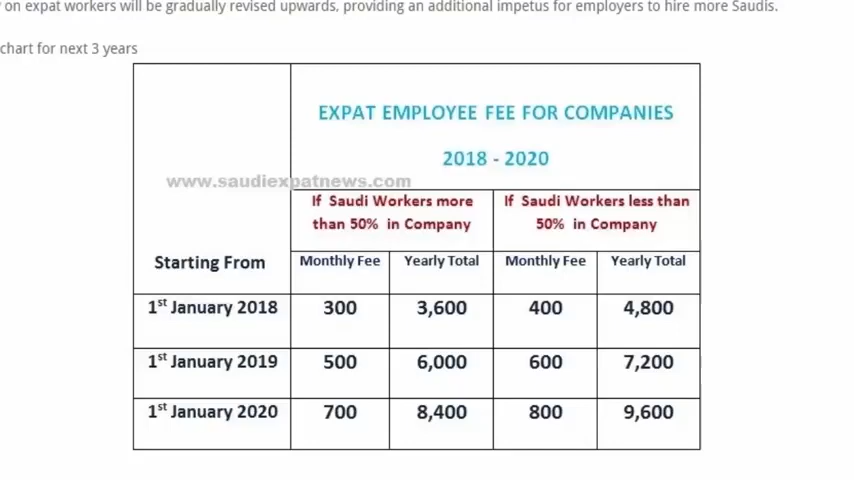 on expat workers will be gradually revised upwards, providing an additional impetus for employers to hire more Saudis.
chart for next 3 years
EXPAT EMPLOYEE FEE FOR COMPANIES
2018 - 2020
www.saudiexpatnews.com
If Saudi Workers more than 50% in Company
If Saudi Workers less than 50% in Company
Starting From Monthly Fee Yearly Total Monthly Fee Yearly Total
1st January 2018 300 3,600 400 4,800
1st January 2019 500 6,000 600 7,200
1st January 2020 700 8,400 800 9,600